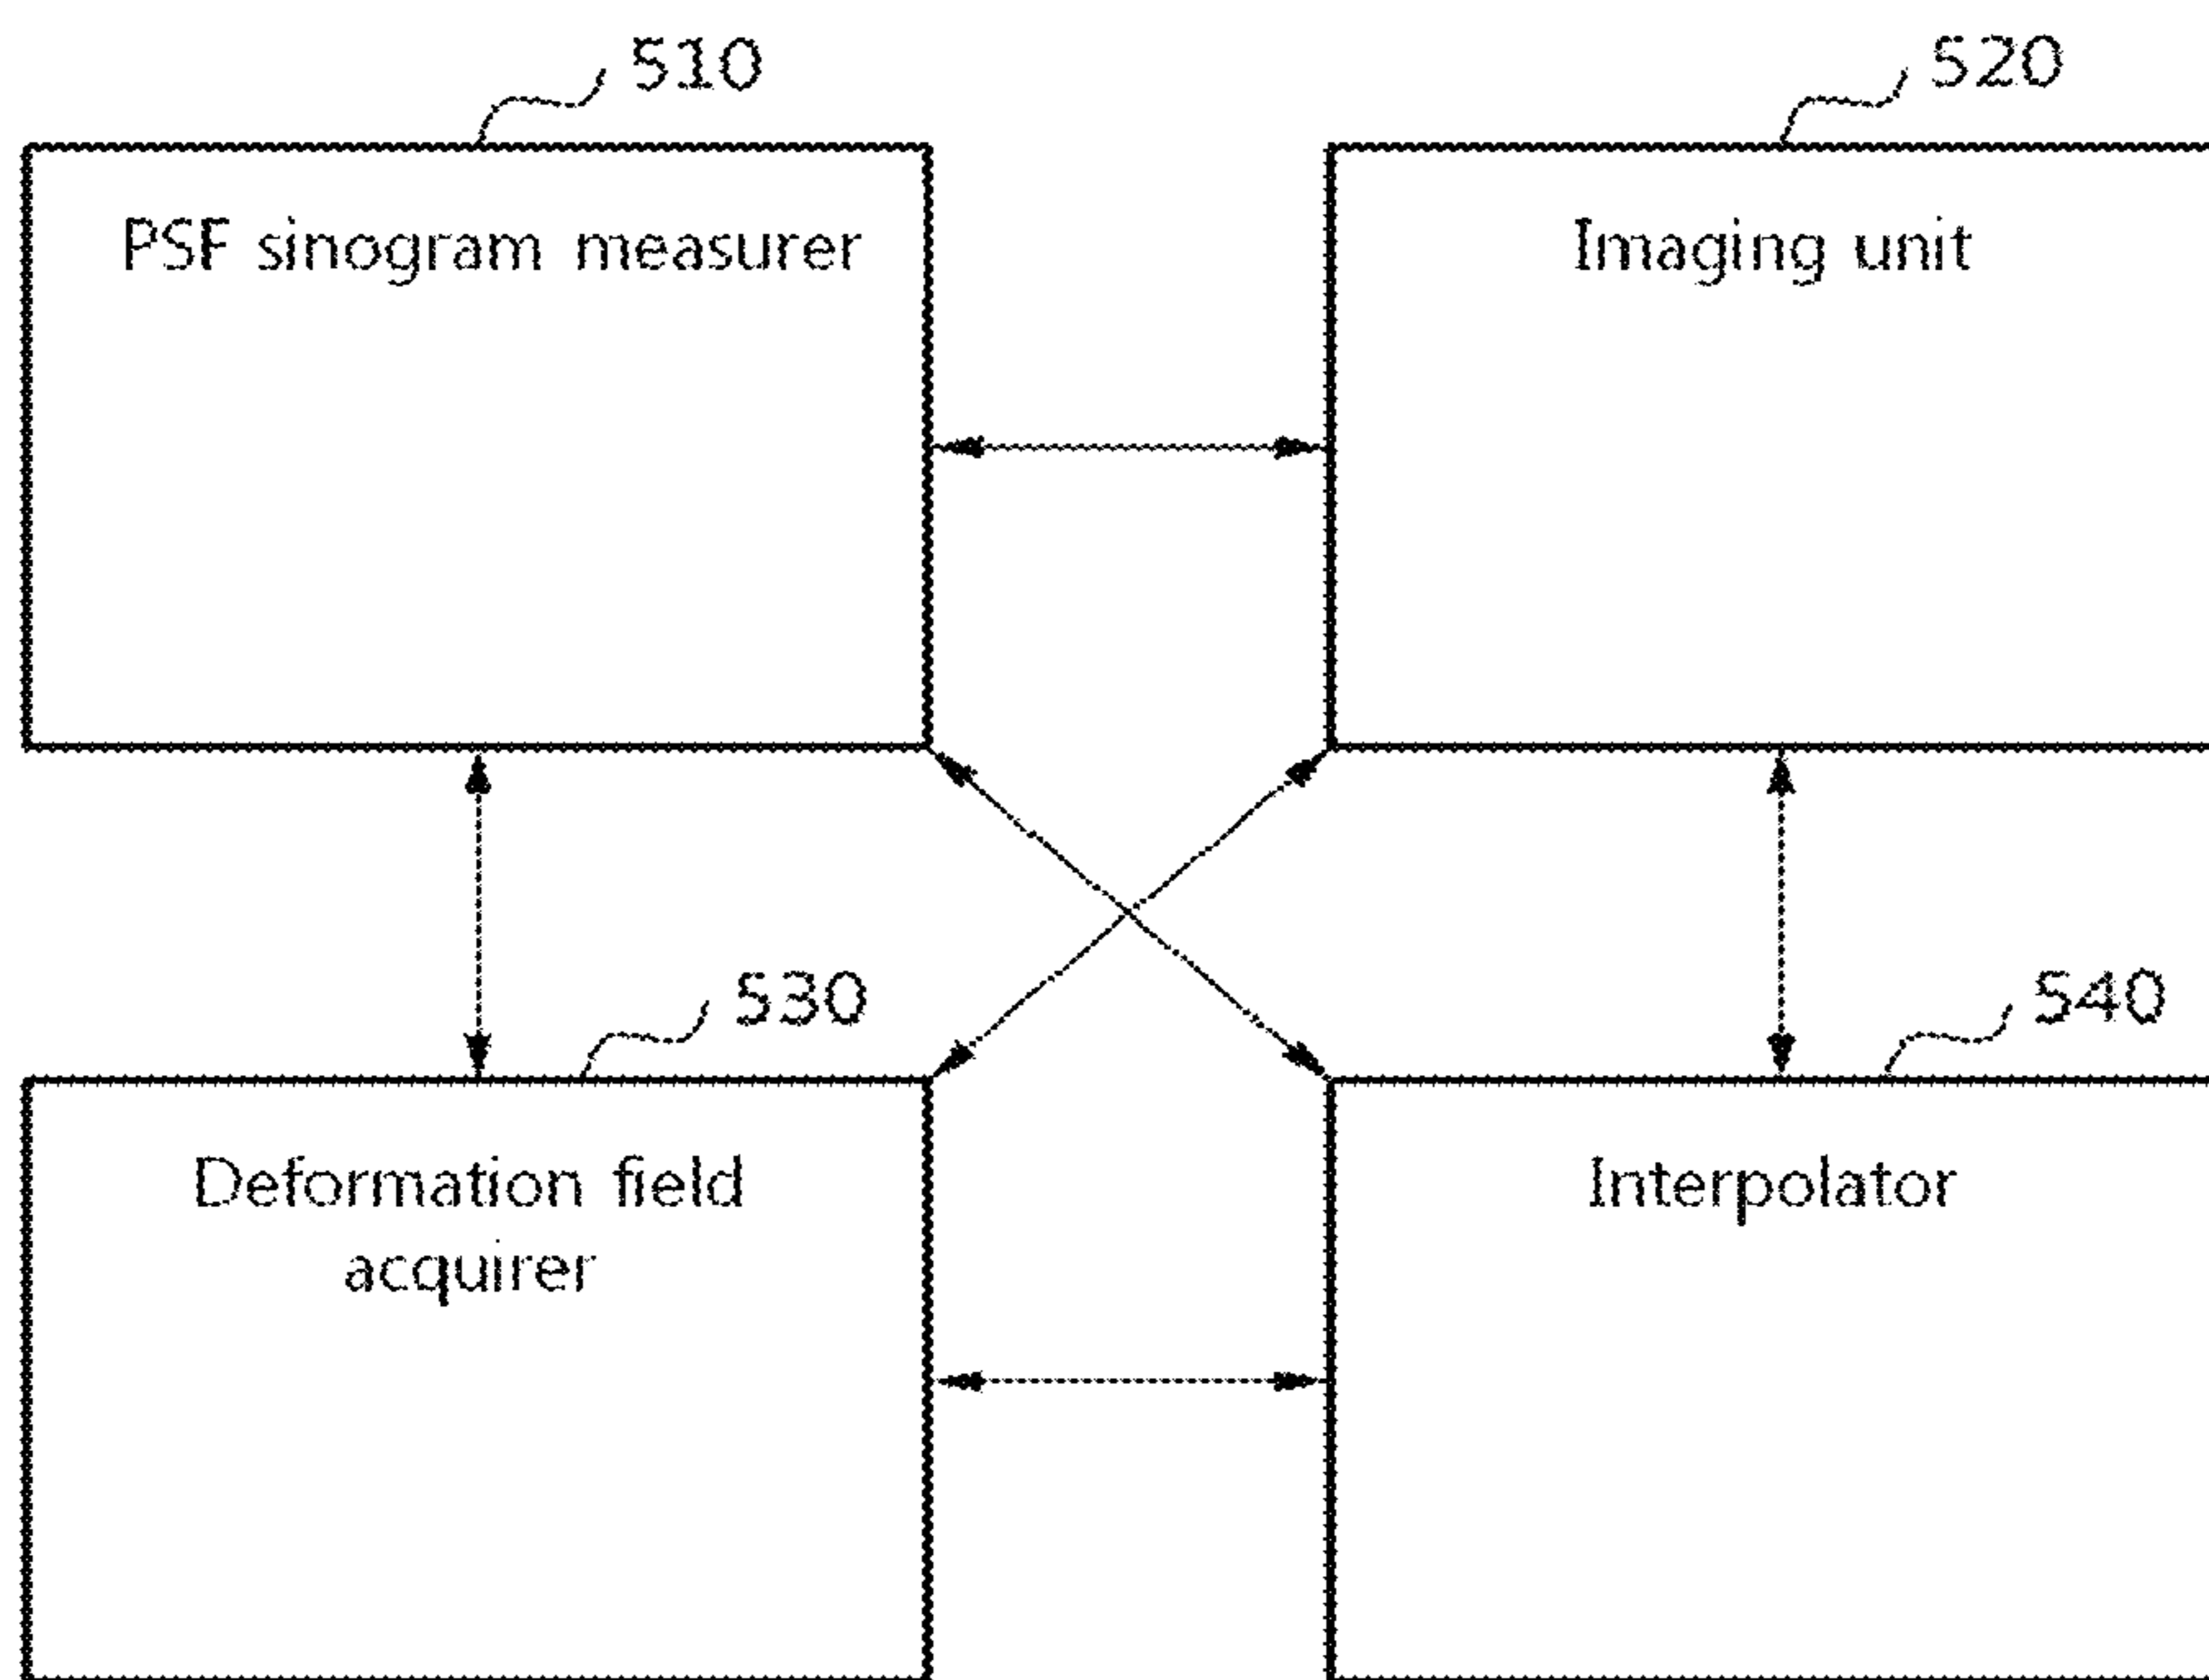 510
520
PSF sinogram measurer
Imaging unit
530
540
Deformation field
acquirer
Interpolator